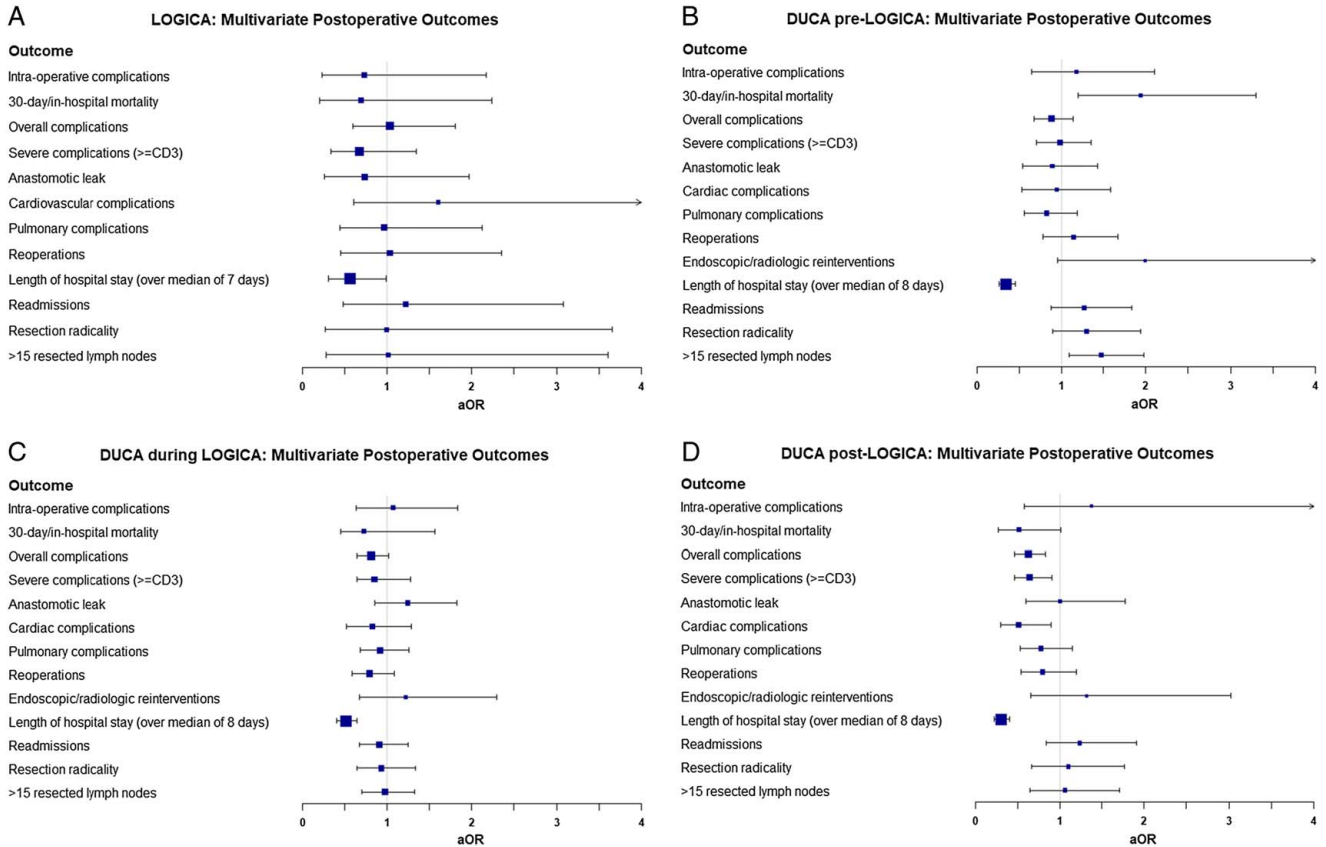 A
LOGICA: Multivariate Postoperative Outcomes
Outcome
Intra-operative complications
30-day/in-hospital mortality
Overall complications
Severe complications (>=CD3)
Anastomotic leak
Cardiovascular complications
Pulmonary complications
Reoperations
Length of hospital stay (over median of 7 days)
Readmissions
Resection radicality
>15 resected lymph nodes
0 1 2 3 4
aOR
B
DUCA pre-LOGICA: Multivariate Postoperative Outcomes
Outcome
Intra-operative complications
30-day/in-hospital mortality
Overall complications
Severe complications (>=CD3)
Anastomotic leak
Cardiac complications
Pulmonary complications
Reoperations
Endoscopic/radiologic reinterventions
Length of hospital stay (over median of 8 days)
Readmissions
Resection radicality
>15 resected lymph nodes
0 1 2 3 4
aOR
C
DUCA during LOGICA: Multivariate Postoperative Outcomes
Outcome
Intra-operative complications
30-day/in-hospital mortality
Overall complications
Severe complications (>=CD3)
Anastomotic leak
Cardiac complications
Pulmonary complications
Reoperations
Endoscopic/radiologic reinterventions
Length of hospital stay (over median of 8 days)
Readmissions
Resection radicality
>15 resected lymph nodes
0 1 2 3 4
aOR
D
DUCA post-LOGICA: Multivariate Postoperative Outcomes
Outcome
Intra-operative complications
30-day/in-hospital mortality
Overall complications
Severe complications (>=CD3)
Anastomotic leak
Cardiac complications
Pulmonary complications
Reoperations
Endoscopic/radiologic reinterventions
Length of hospital stay (over median of 8 days)
Readmissions
Resection radicality
>15 resected lymph nodes
0 1 2 3 4
aOR